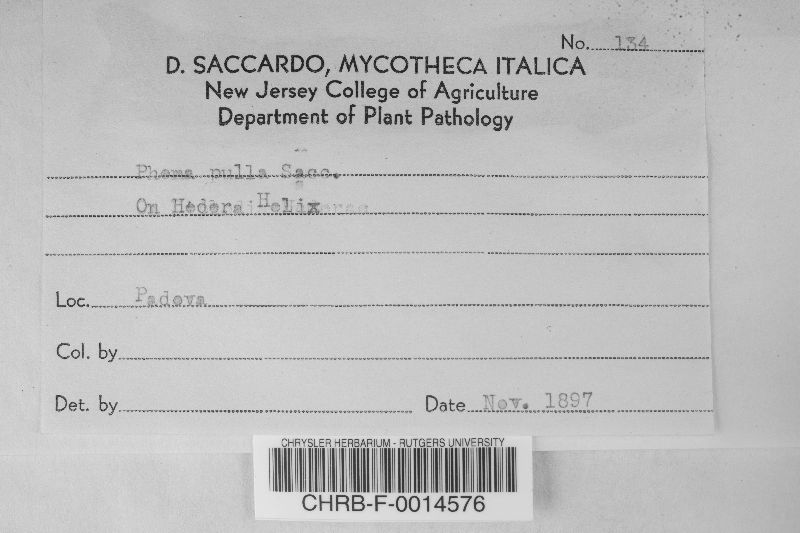 No. 134
D. SACCARDO, MYCOTHECA ITALICA
New Jersey College of Agriculture
Department of Plant Pathology
Phoma pulla Sacc.
On Hedera Helix
Loc. Padova
Col. by
Det. by Date Nov. 1897
CHRYSLER HERBARIUM - RUTGERS UNIVERSITY
CHRB-F-0014576